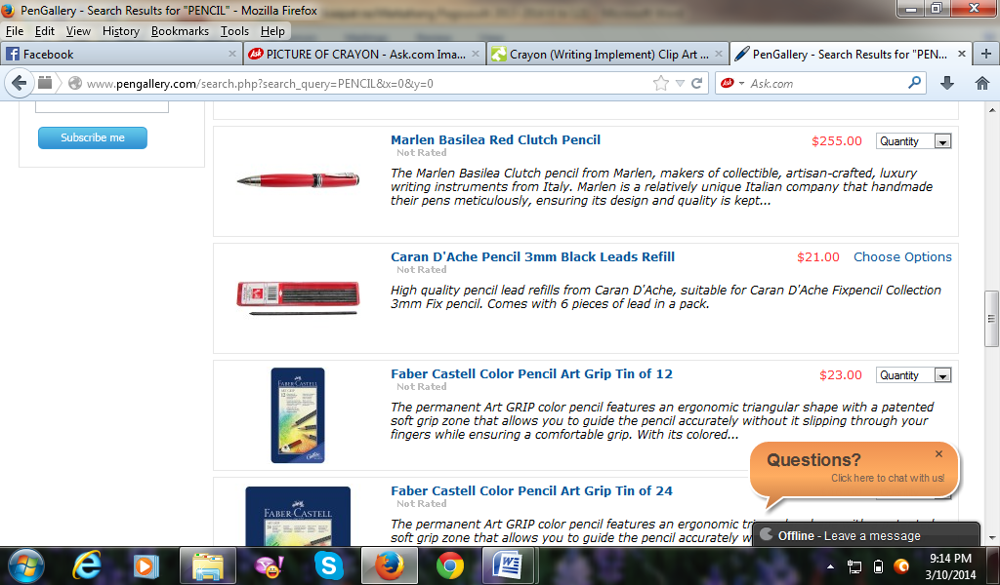 PenGallery - Search Results for "PENCIL" - Mozilla Firefox
File Edit View History Bookmarks Tools Help
Facebook
PICTURE OF CRAYON - Ask.com Ima...
Crayon (Writing Implement) Clip Art ...
PenGallery - Search Results for "PEN...
www.pengallery.com/search.php?search_query=PENCIL&x=0&y=0
Ask.com
Subscribe me
Marlen Basilea Red Clutch Pencil $255.00 Quantity
Not Rated
The Marlen Basilea Clutch pencil from Marlen, makers of collectible, artisan-crafted, luxury
writing instruments from Italy. Marlen is a relatively unique Italian company that handmade
their pens meticulously, ensuring its design and quality is kept...
Caran D'Ache Pencil 3mm Black Leads Refill $21.00 Choose Options
Not Rated
High quality pencil lead refills from Caran D'Ache, suitable for Caran D'Ache Fixpencil Collection
3mm Fix pencil. Comes with 6 pieces of lead in a pack.
FABER-CASTELL
Faber Castell Color Pencil Art Grip Tin of 12 $23.00 Quantity
Not Rated
The permanent Art GRIP color pencil features an ergonomic triangular shape with a patented
soft grip zone that allows you to guide the pencil accurately without it slipping through your
fingers while ensuring a comfortable grip. With its colored...
Questions?
Click here to chat with us!
FABER-CASTELL
Faber Castell Color Pencil Art Grip Tin of 24
Not Rated
The permanent Art GRIP color pencil features an ergonomic
soft grip zone that allows you to guide the pencil accurately
Offline - Leave a message
9:14 PM
3/10/2014